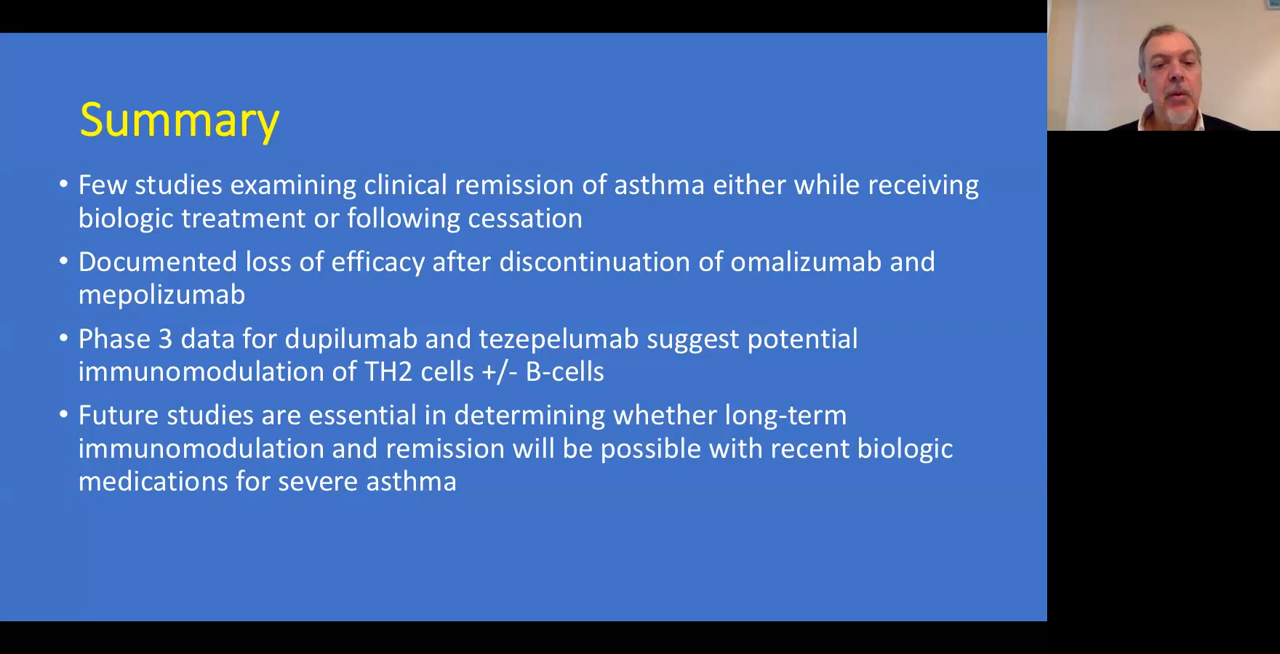 Summary
• Few studies examining clinical remission of asthma either while receiving
biologic treatment or following cessation
• Documented loss of efficacy after discontinuation of omalizumab and
mepolizumab
• Phase 3 data for dupilumab and tezepelumab suggest potential
immunomodulation of TH2 cells +/- B-cells
• Future studies are essential in determining whether long-term
immunomodulation and remission will be possible with recent biologic
medications for severe asthma